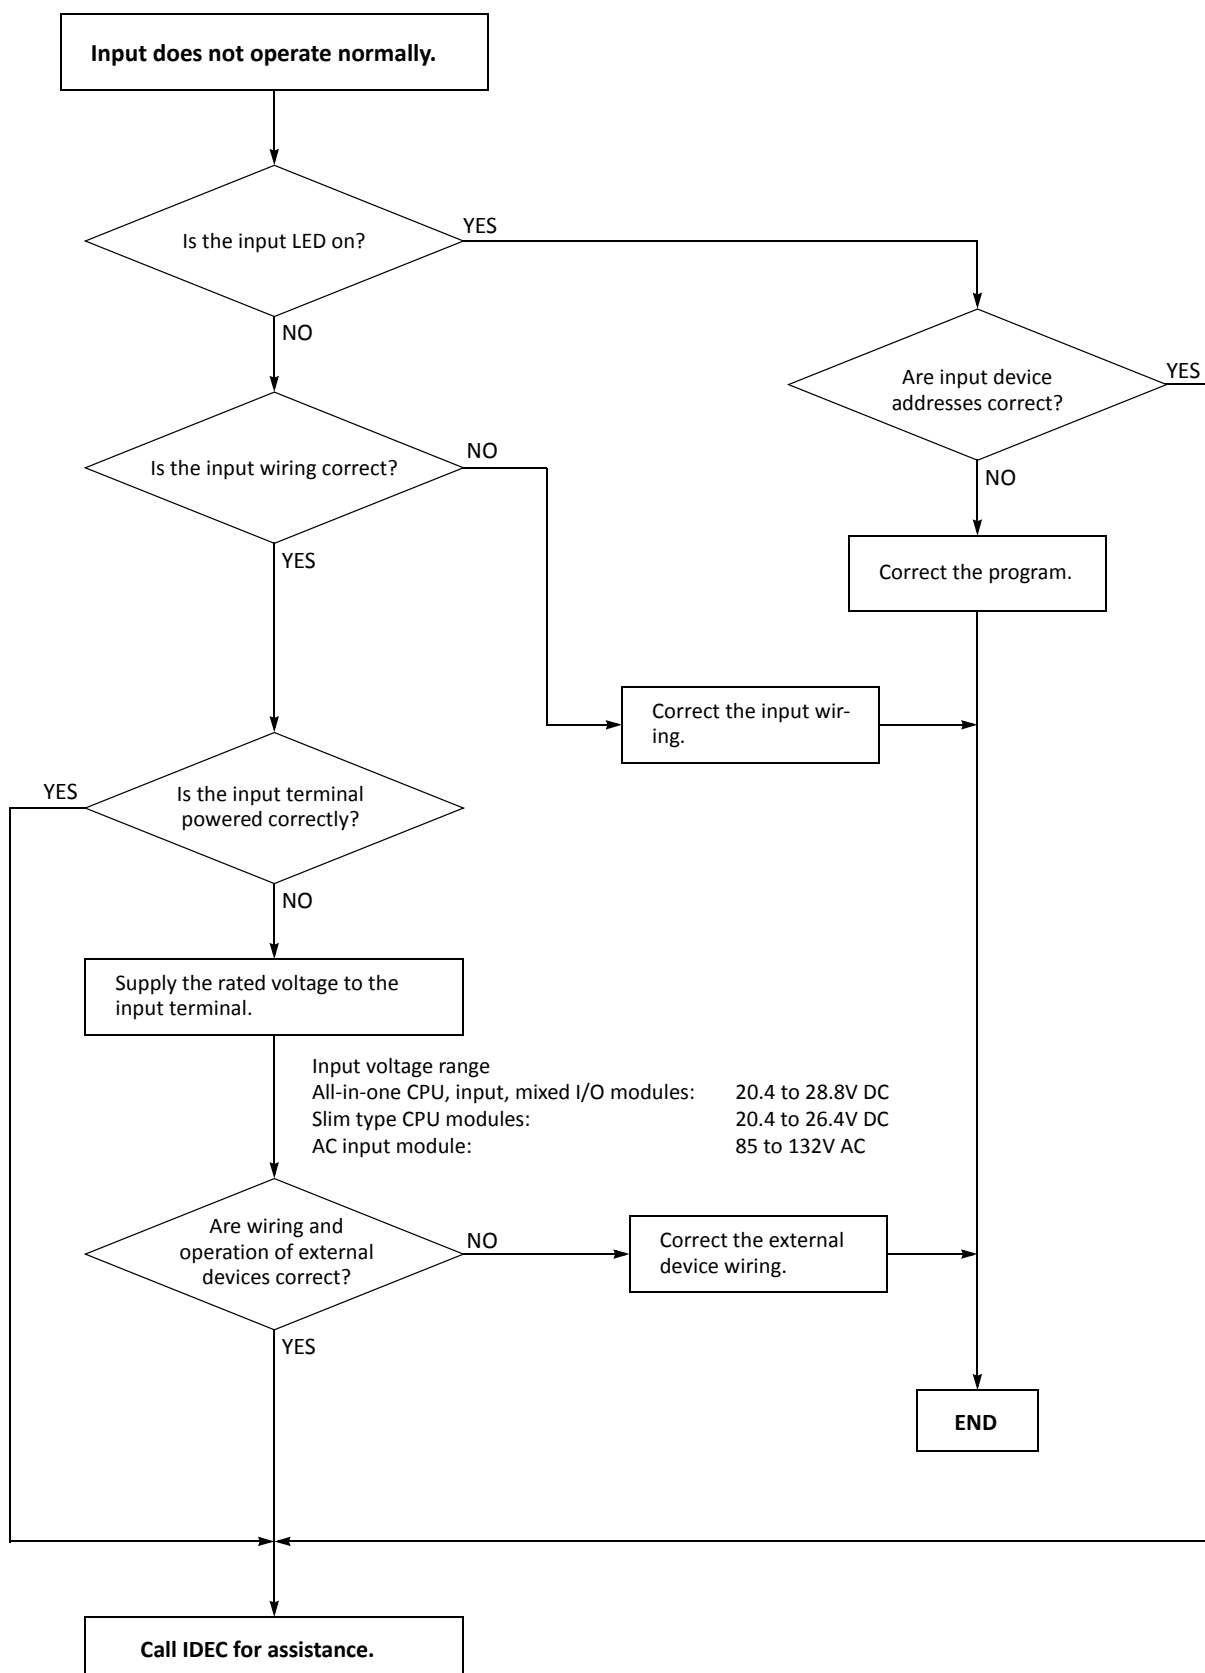 Input does not operate normally.
Is the input LED on?
YES
NO
Are input device
addresses correct?
YES
NO
Is the input wiring correct?
NO
YES
Correct the program.
Correct the input wir-
ing.
Is the input terminal
powered correctly?
YES
NO
Supply the rated voltage to the
input terminal.
Input voltage range
All-in-one CPU, input, mixed I/O modules: 20.4 to 28.8V DC
Slim type CPU modules: 20.4 to 26.4V DC
AC input module: 85 to 132V AC
Are wiring and
operation of external
devices correct?
NO
YES
Correct the external
device wiring.
END
Call IDEC for assistance.